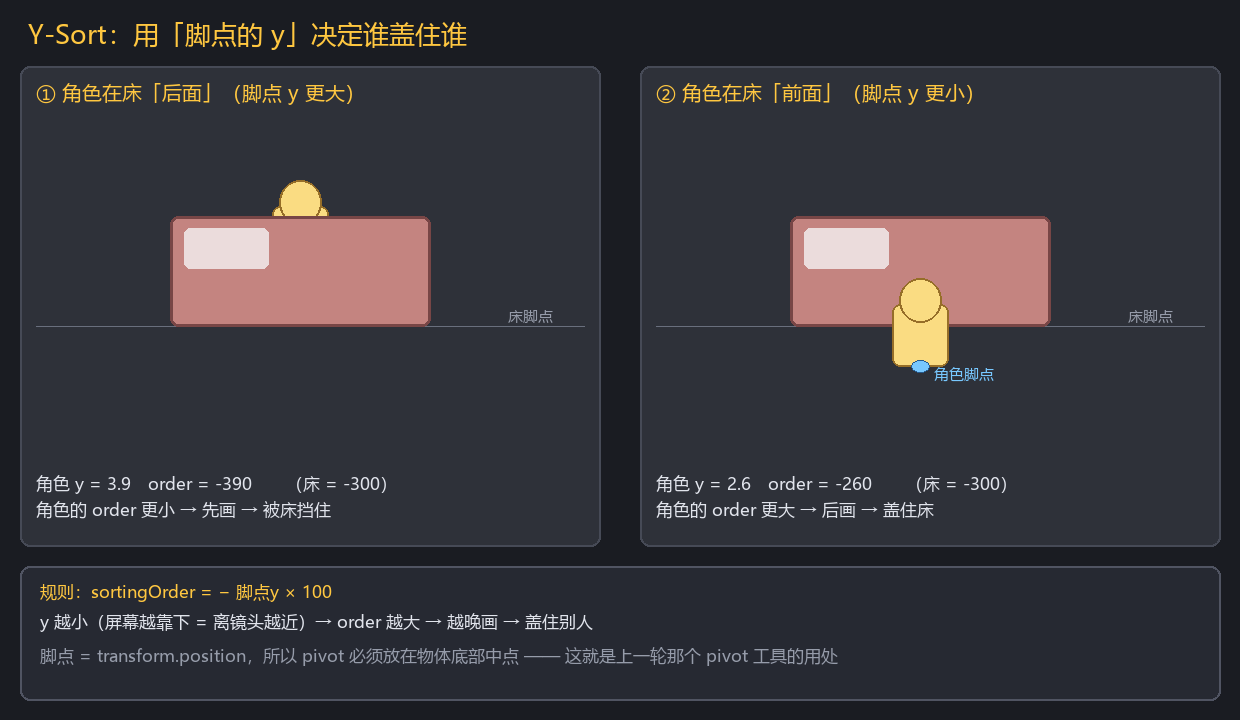 Y-Sort：用「脚点的 y」决定谁盖住谁
① 角色在床「后面」（脚点 y 更大）
床脚点
角色 y = 3.9 order = -390 （床 = -300）
角色的 order 更小 → 先画 → 被床挡住
② 角色在床「前面」（脚点 y 更小）
床脚点
角色脚点
角色 y = 2.6 order = -260 （床 = -300）
角色的 order 更大 → 后画 → 盖住床
规则：sortingOrder = − 脚点y × 100
y 越小（屏幕越靠下 = 离镜头越近）→ order 越大 → 越晚画 → 盖住别人
脚点 = transform.position，所以 pivot 必须放在物体底部中点 —— 这就是上一轮那个 pivot 工具的用处